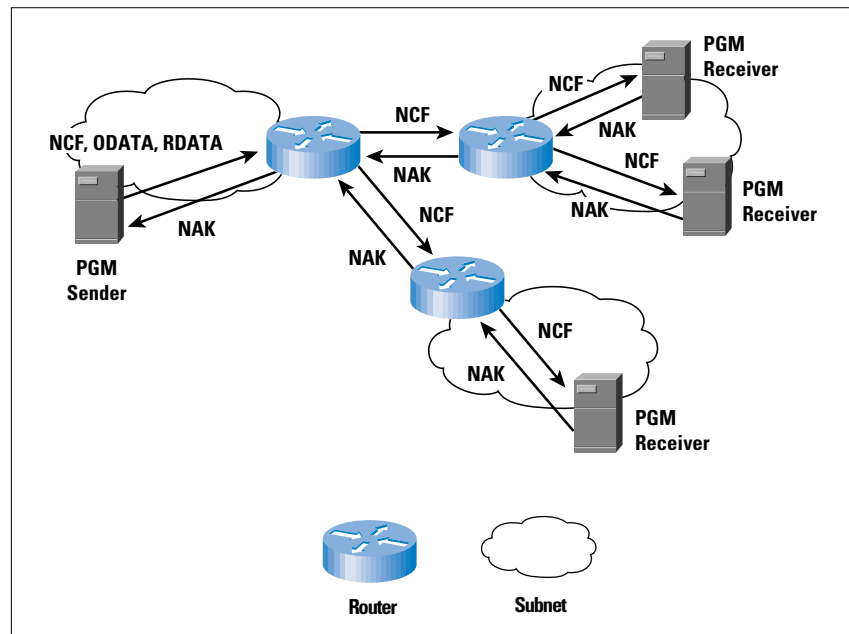 PGM
Receiver
NCF
NCF
NAK
NCF, ODATA, RDATA
NAK
NCF
NAK
PGM
Receiver
NAK
NCF
NAK
PGM
Sender
NCF
NAK
PGM
Receiver
Router
Subnet